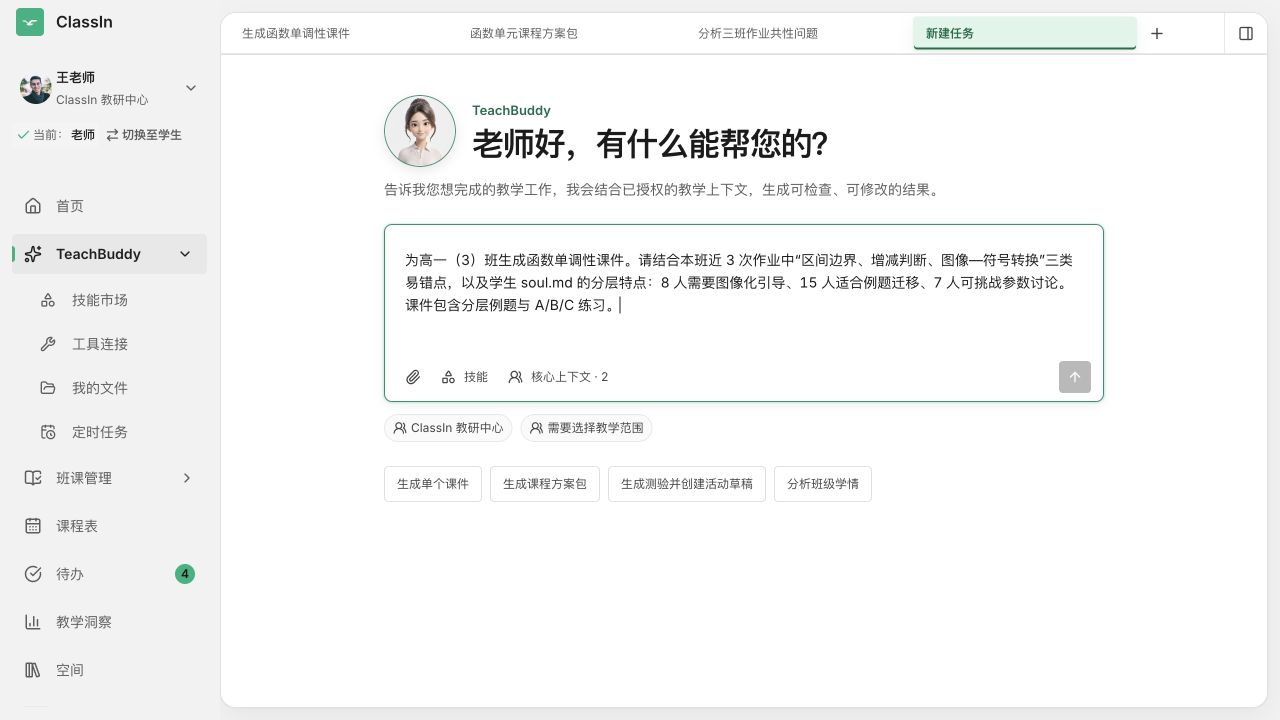 ClassIn
王老师
ClassIn 教研中心
当前： 老师 切换至学生
首页
TeachBuddy
技能市场
工具连接
我的文件
定时任务
班课管理
课程表
待办 4
教学洞察
空间
生成函数单调性课件 函数单元课程方案包 分析三班作业共性问题 新建任务
TeachBuddy
老师好，有什么能帮您的?
告诉我您想完成的教学工作，我会结合已授权的教学上下文，生成可检查、可修改的结果。
为高一（3）班生成函数单调性课件。请结合本班近 3 次作业中“区间边界、增减判断、图像—符号转换”三类
易错点，以及学生 soul.md 的分层特点：8 人需要图像化引导、15 人适合例题迁移、7 人可挑战参数讨论。
课件包含分层例题与 A/B/C 练习。
技能 核心上下文 · 2
ClassIn 教研中心 需要选择教学范围
生成单个课件 生成课程方案包 生成测验并创建活动草稿 分析班级学情